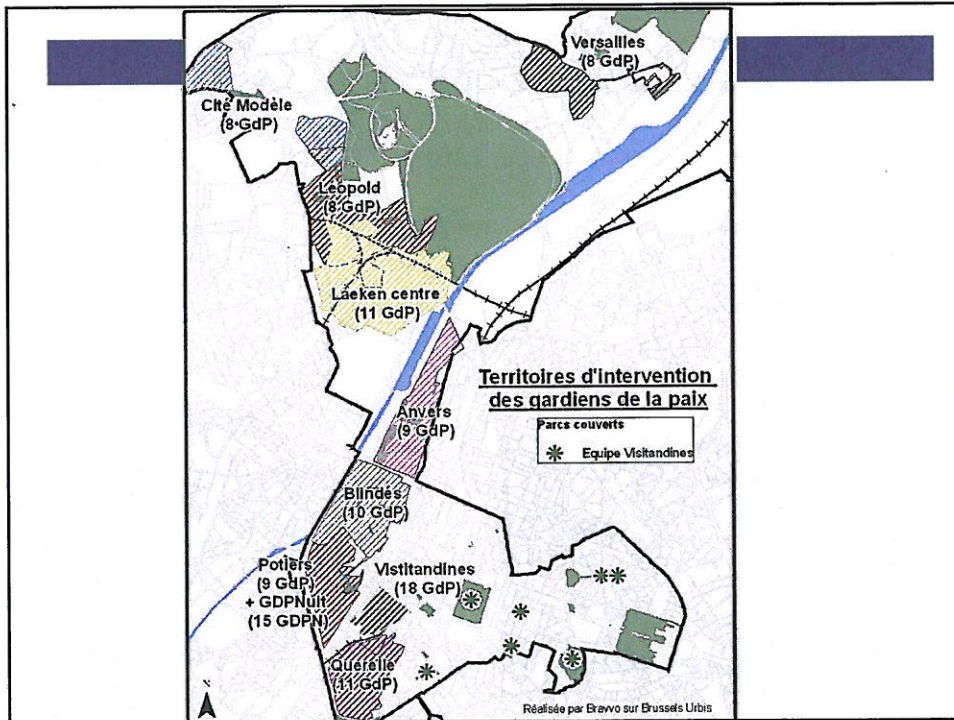 Versailles
(8 GdP)
Cité Modèle
(8 GdP)
Léopold
(8 GdP)
Laeken centre
(11 GdP)
Territoires d'intervention
des gardiens de la paix
Parcs couverts
Equipe Visitandines
Anvers
(9 GdP)
Blindés
(10 GdP)
Potiers
(9 GdP)
+ GDPNuit
(15 GDPN)
Vistitandines
(18 GdP)
Querelle
(11 GdP)
N
Réalisée par Bravvo sur Brussels Urbis